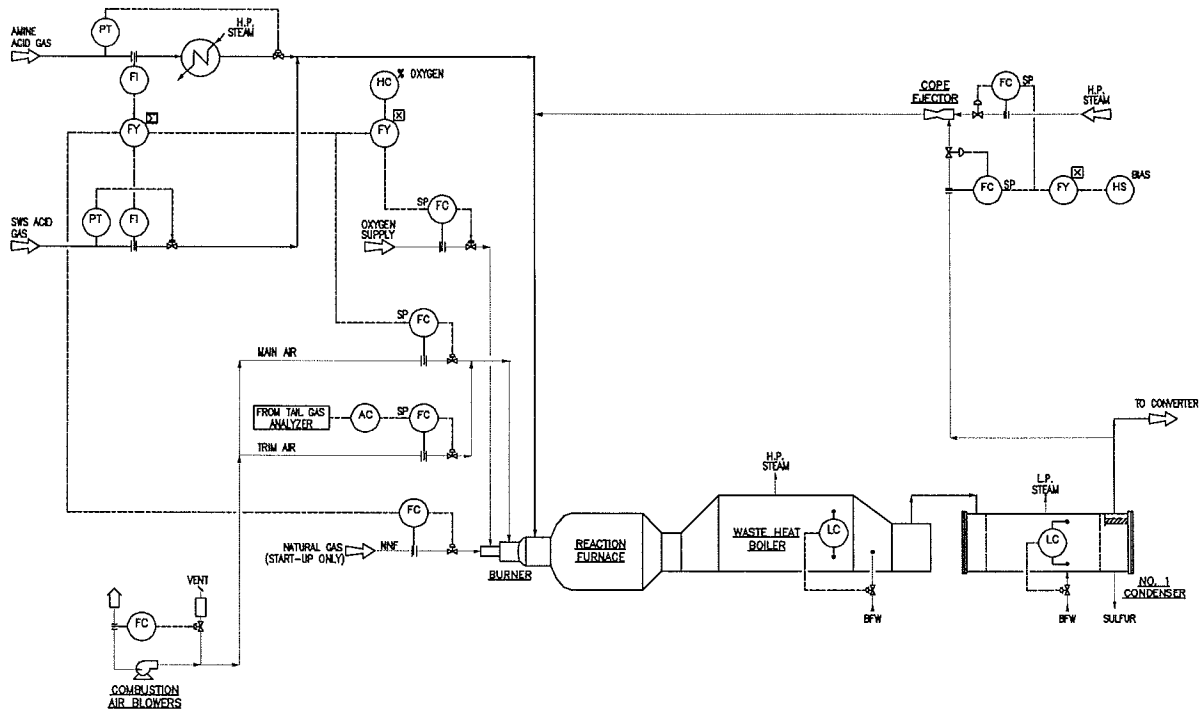 H.P.
STEAM
AMINE
ACID GAS
PT
FI
HC
% OXYGEN
FY
Σ
FY
X
COPE
EJECTOR
FC
SP
H.P.
STEAM
FC
SP
FY
X
HS
BIAS
SWS ACID
GAS
PT
FI
SP
FC
OXYGEN
SUPPLY
SP
FC
MAIN AIR
FROM TAIL GAS
ANALYZER
AC
SP
FC
TRIM AIR
TO CONVERTER
H.P.
STEAM
L.P.
STEAM
FC
NATURAL GAS
(START-UP ONLY)
NNF
BURNER
REACTION
FURNACE
WASTE HEAT
BOILER
LC
LC
NO. 1
CONDENSER
BFW
BFW
SULFUR
VENT
FC
COMBUSTION
AIR BLOWERS